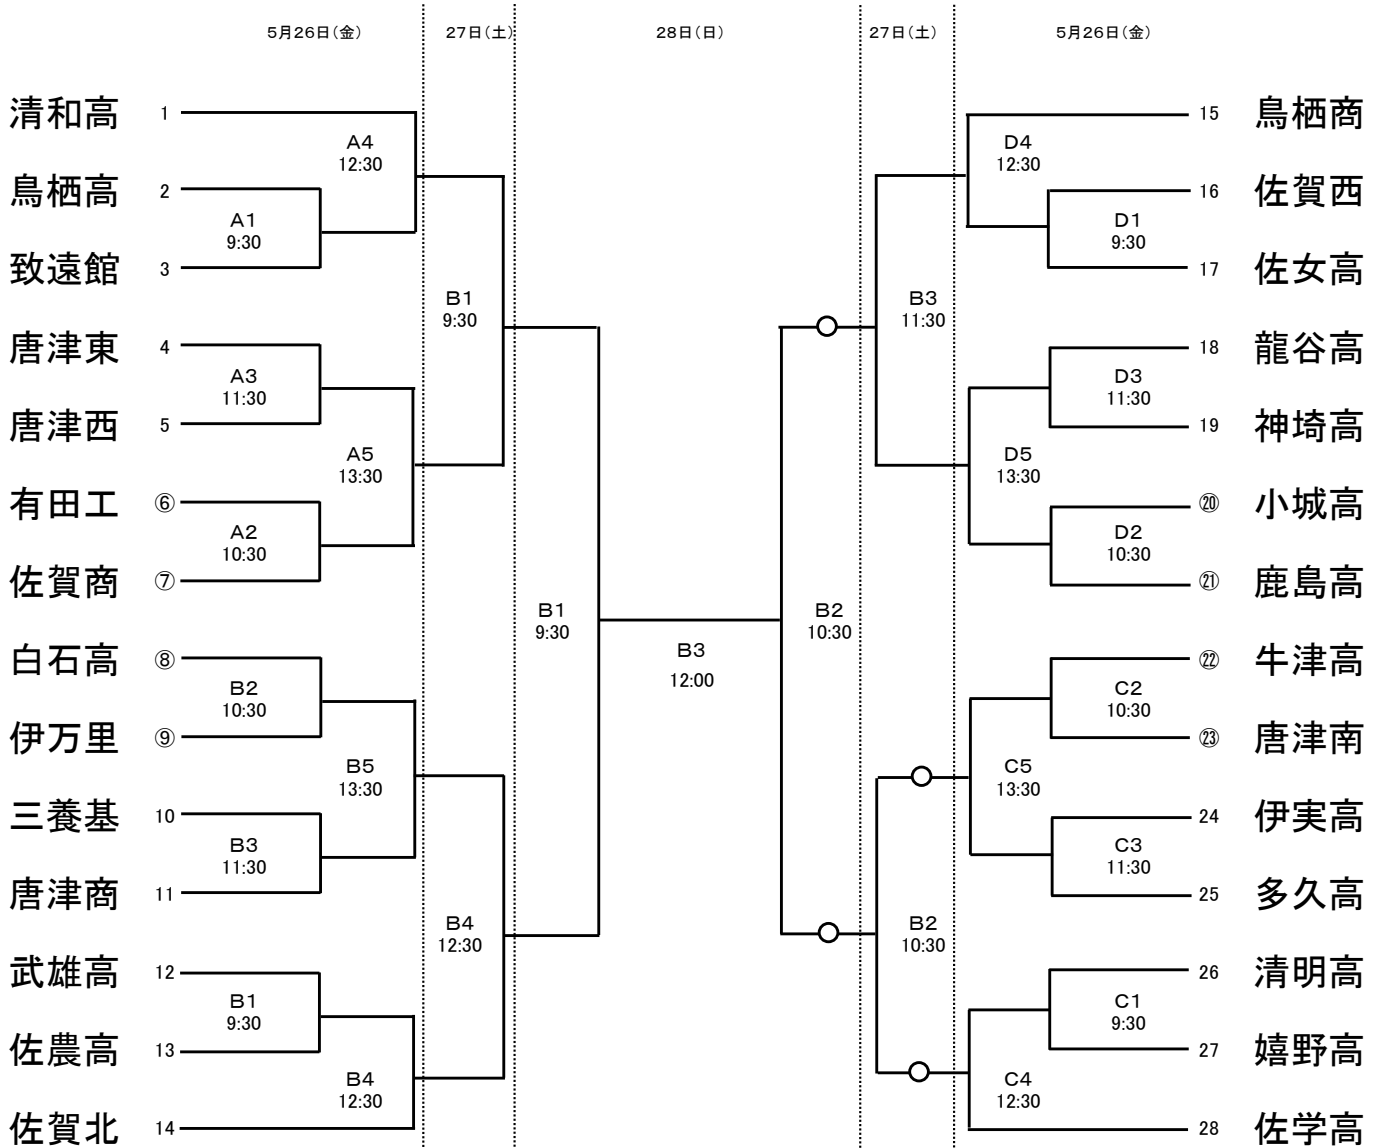 5月26日(金) 27日(土) 28日(日) 27日(土) 5月26日(金)
清和高 1 15 鳥栖商
A4 D4
12:30 12:30
鳥栖高 2 16 佐賀西
A1 D1
9:30 9:30
致遠館 3 17 佐女高
B1 B3
9:30 11:30
唐津東 4 18 龍谷高
A3 D3
11:30 11:30
唐津西 5 19 神埼高
A5 D5
13:30 13:30
有田工 ⑥ ⑳ 小城高
A2 D2
10:30 10:30
佐賀商 ⑦ ㉑ 鹿島高
B1 B2
9:30 10:30
B3
12:00
白石高 ⑧ ㉒ 牛津高
B2 C2
10:30 10:30
伊万里 ⑨ ㉓ 唐津南
B5 C5
13:30 13:30
三養基 10 24 伊実高
B3 C3
11:30 11:30
唐津商 11 25 多久高
B4 B2
12:30 10:30
武雄高 12 26 清明高
B1 C1
9:30 9:30
佐農高 13 27 嬉野高
B4 C4
12:30 12:30
佐賀北 14 28 佐学高